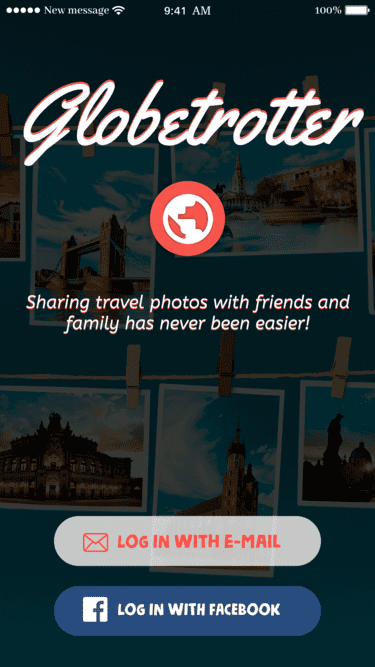 New message 9:41 AM 100%
Globetrotter
Sharing travel photos with friends and
family has never been easier!
LOG IN WITH E-MAIL
LOG IN WITH FACEBOOK